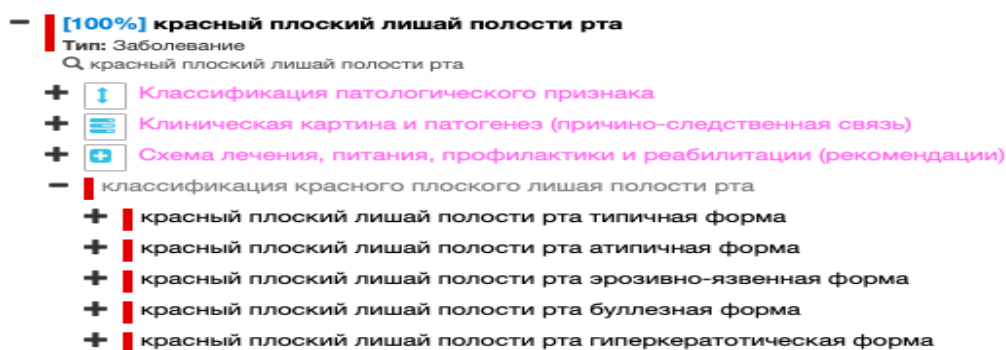 [100%] красный плоский лишай полости рта
Тип: Заболевание
красный плоский лишай полости рта
Классификация патологического признака
Клиническая картина и патогенез (причино-следственная связь)
Схема лечения, питания, профилактики и реабилитации (рекомендации)
классификация красного плоского лишая полости рта
красный плоский лишай полости рта типичная форма
красный плоский лишай полости рта атипичная форма
красный плоский лишай полости рта эрозивно-язвенная форма
красный плоский лишай полости рта буллезная форма
красный плоский лишай полости рта гиперкератотическая форма